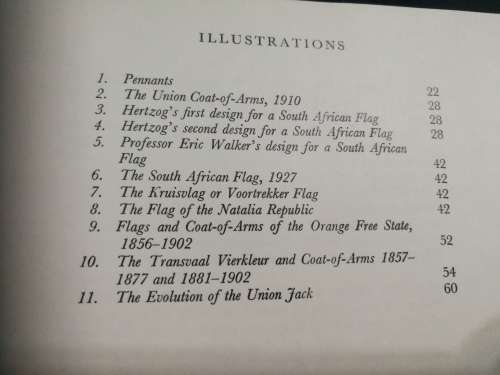 ILLUSTRATIONS
1. Pennants 22
2. The Union Coat-of-Arms, 1910 28
3. Hertzog's first design for a South African Flag 28
4. Hertzog's second design for a South African Flag 28
5. Professor Eric Walker's design for a South African
Flag 42
6. The South African Flag, 1927 42
7. The Kruisvlag or Voortrekker Flag 42
8. The Flag of the Natalia Republic 42
9. Flags and Coat-of-Arms of the Orange Free State,
1856–1902 52
10. The Transvaal Vierkleur and Coat-of-Arms 1857–
1877 and 1881–1902 54
11. The Evolution of the Union Jack 60